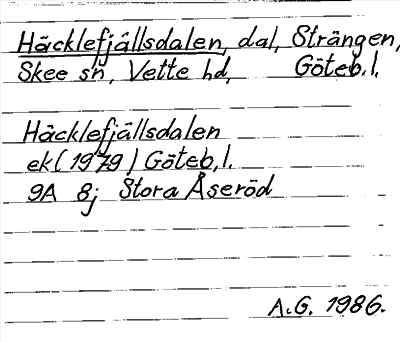 Häcklefjällsdalen, dal, Strängen,
Skee sn, Vette hd, Göteb.l.
Häcklefjällsdalen
ek (1979) Göteb.l.
9A 8j Stora Åseröd
A.G. 1986.